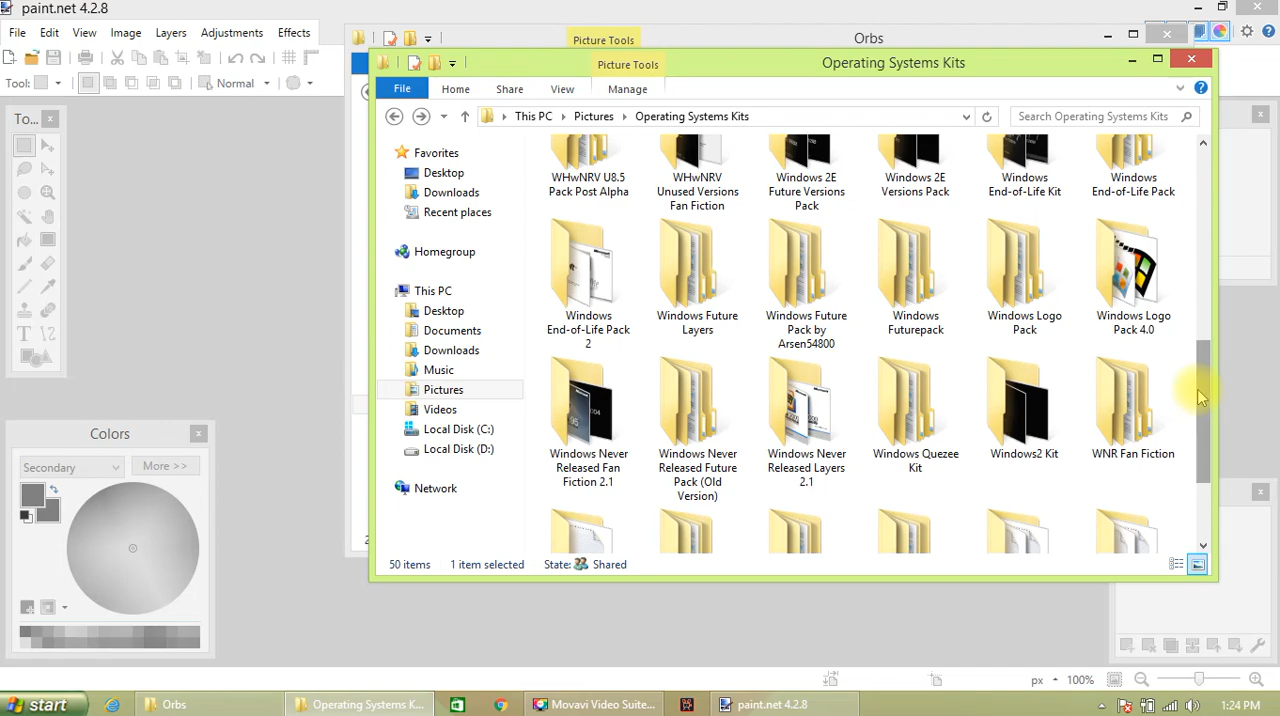 paint.net 4.2.8
File Edit View Image Layers Adjustments Effects
Tool: Normal
To...
Colors
Secondary More >>
Picture Tools Orbs
Picture Tools Operating Systems Kits
File Home Share View Manage
This PC Pictures Operating Systems Kits Search Operating Systems Kits
Favorites
Desktop
Downloads
Recent places
Homegroup
This PC
Desktop
Documents
Downloads
Music
Pictures
Videos
Local Disk (C:)
Local Disk (D:)
Network
WHwNRV U8.5 Pack Post Alpha
WHwNRV Unused Versions Fan Fiction
Windows 2E Future Versions Pack
Windows 2E Versions Pack
Windows End-of-Life Kit
Windows End-of-Life Pack
Windows End-of-Life Pack 2
Windows Future Layers
Windows Future Pack by Arsen54800
Windows Futurepack
Windows Logo Pack
Windows Logo Pack 4.0
Windows Never Released Fan Fiction 2.1
Windows Never Released Future Pack (Old Version)
Windows Never Released Layers 2.1
Windows Quezee Kit
Windows2 Kit
WNR Fan Fiction
50 items 1 item selected State: Shared
px 100%
start Orbs Operating Systems K... Movavi Video Suite... paint.net 4.2.8 1:24 PM